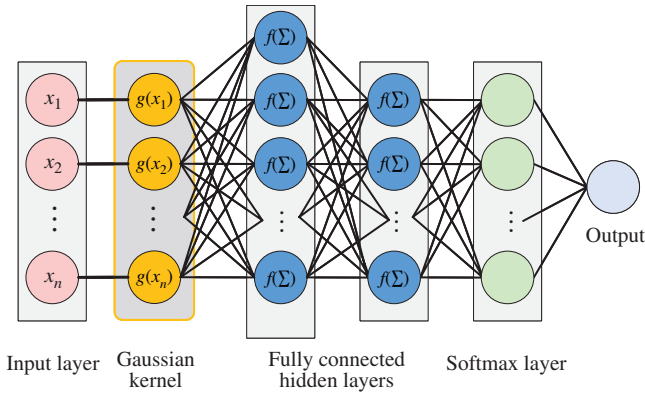 f(Σ)
x₁
g(x₁)
f(Σ)
f(Σ)
x₂
g(x₂)
f(Σ)
f(Σ)
⋮
⋮
⋮
⋮
⋮
xₙ
g(xₙ)
f(Σ)
f(Σ)
Output
Input layer
Gaussian
kernel
Fully connected
hidden layers
Softmax layer